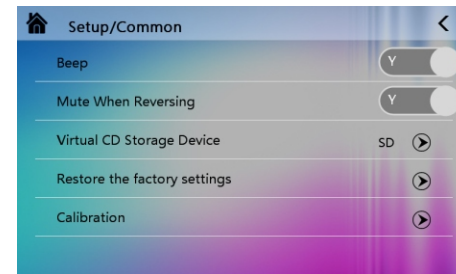 Setup/Common
Beep Y
Mute When Reversing Y
Virtual CD Storage Device SD
Restore the factory settings
Calibration